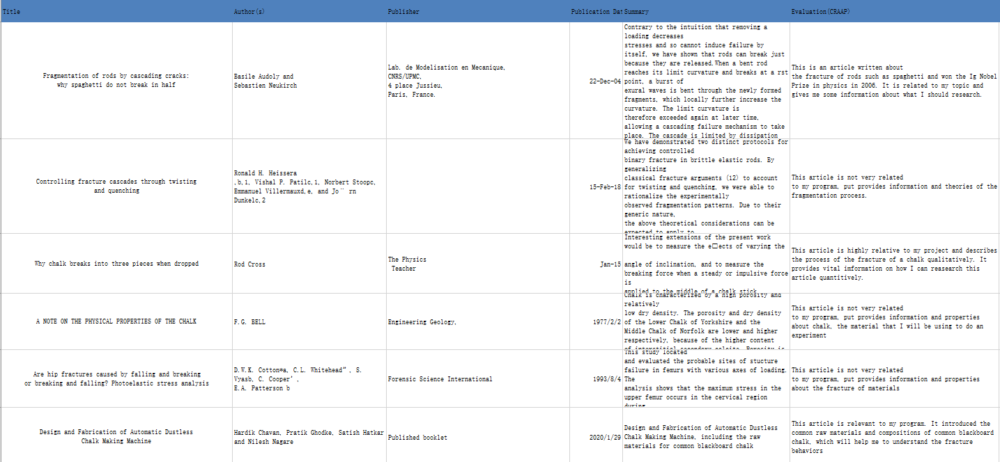 Title Author(s) Publisher Publication Dat Summary Evaluation(CRAAP)
Fragmentation of rods by cascading cracks:
why spaghetti do not break in half
Basile Audoly and
Sebastien Neukirch
Lab. de Modelisation en Mecanique,
CNRS/UPMC,
4 place Jussieu,
Paris, France.
22-Dec-04
Contrary to the intuition that removing a
loading decreases
stresses and so cannot induce failure by
itself, we have shown that rods can break just
because they are released.When a bent rod
reaches its limit curvature and breaks at a rst
point, a burst of
exural waves is bent through the newly formed
fragments, which locally further increase the
curvature. The limit curvature is
therefore exceeded again at later time,
allowing a cascading failure mechanism to take
place. The cascade is limited by dissipation
This is an article written about
the fracture of rods such as spaghetti and won the Ig Nobel
Prize in physics in 2006. It is related to my topic and
gives me some information about what I should research.
Controlling fracture cascades through twisting
and quenching
Ronald H. Heissera
,b,1, Vishal P. Patilc,1, Norbert Stoopc,
Emmanuel Villermauxd,e, and Jo¨ rn
Dunkelc,2
15-Feb-18
We have demonstrated two distinct protocols for
achieving controlled
binary fracture in brittle elastic rods. By
generalizing
classical fracture arguments (12) to account
for twisting and quenching, we were able to
rationalize the experimentally
observed fragmentation patterns. Due to their
generic nature,
the above theoretical considerations can be
expected to apply to
This article is not very related
to my program, put provides information and theories of the
fragmentation process.
Why chalk breaks into three pieces when dropped
Rod Cross
The Physics
Teacher
Jan-15
Interesting extensions of the present work
would be to measure the e□ects of varying the
angle of inclination, and to measure the
breaking force when a steady or impulsive force
is
applied to the middle of a chalk stick.
This article is highly relative to my project and describes
the process of the fracture of a chalk qualitatively. It
provides vital imformation on how I can reasearch this
article quantitively.
A NOTE ON THE PHYSICAL PROPERTIES OF THE CHALK
F.G. BELL
Engineering Geology,
1977/2/2
Chalk is characterized by a high porosity and
relatively
low dry density. The porosity and dry density
of the Lower Chalk of Yorkshire and the
Middle Chalk of Norfolk are lower and higher
respectively, because of the higher content
of interstitial secondary calcite. Porosity is
This article is not very related
to my program, put provides information and properties
about chalk, the material that I will be using to do an
experiment
Are hip fractures caused by falling and breaking
or breaking and falling? Photoelastic stress analysis
D.W.K. Cotton*a, C.L. Whitehead”, S.
Vyasb, C. Cooper’,
E.A. Patterson b
Forensic Science International
1993/8/4
This study located
and evaluated the probable sites of stucture
failure in femurs with various axes of loading.
The
analysis shows that the maximum stress in the
upper femur occurs in the cervical region
during
This article is not very related
to my program, put provides information and properties
about the fracture of materials
Design and Fabrication of Automatic Dustless
Chalk Making Machine
Hardik Chavan, Pratik Ghodke, Satish Hatkar
and Nilesh Nagare
Published booklet
2020/1/29
Design and Fabrication of Automatic Dustless
Chalk Making Machine, including the raw
materials for common blackboard chalk
This article is relevant to my program. It introduced the
common raw materials and compositions of common blackboard
chalk, which will help me to understand the fracture
behaviors